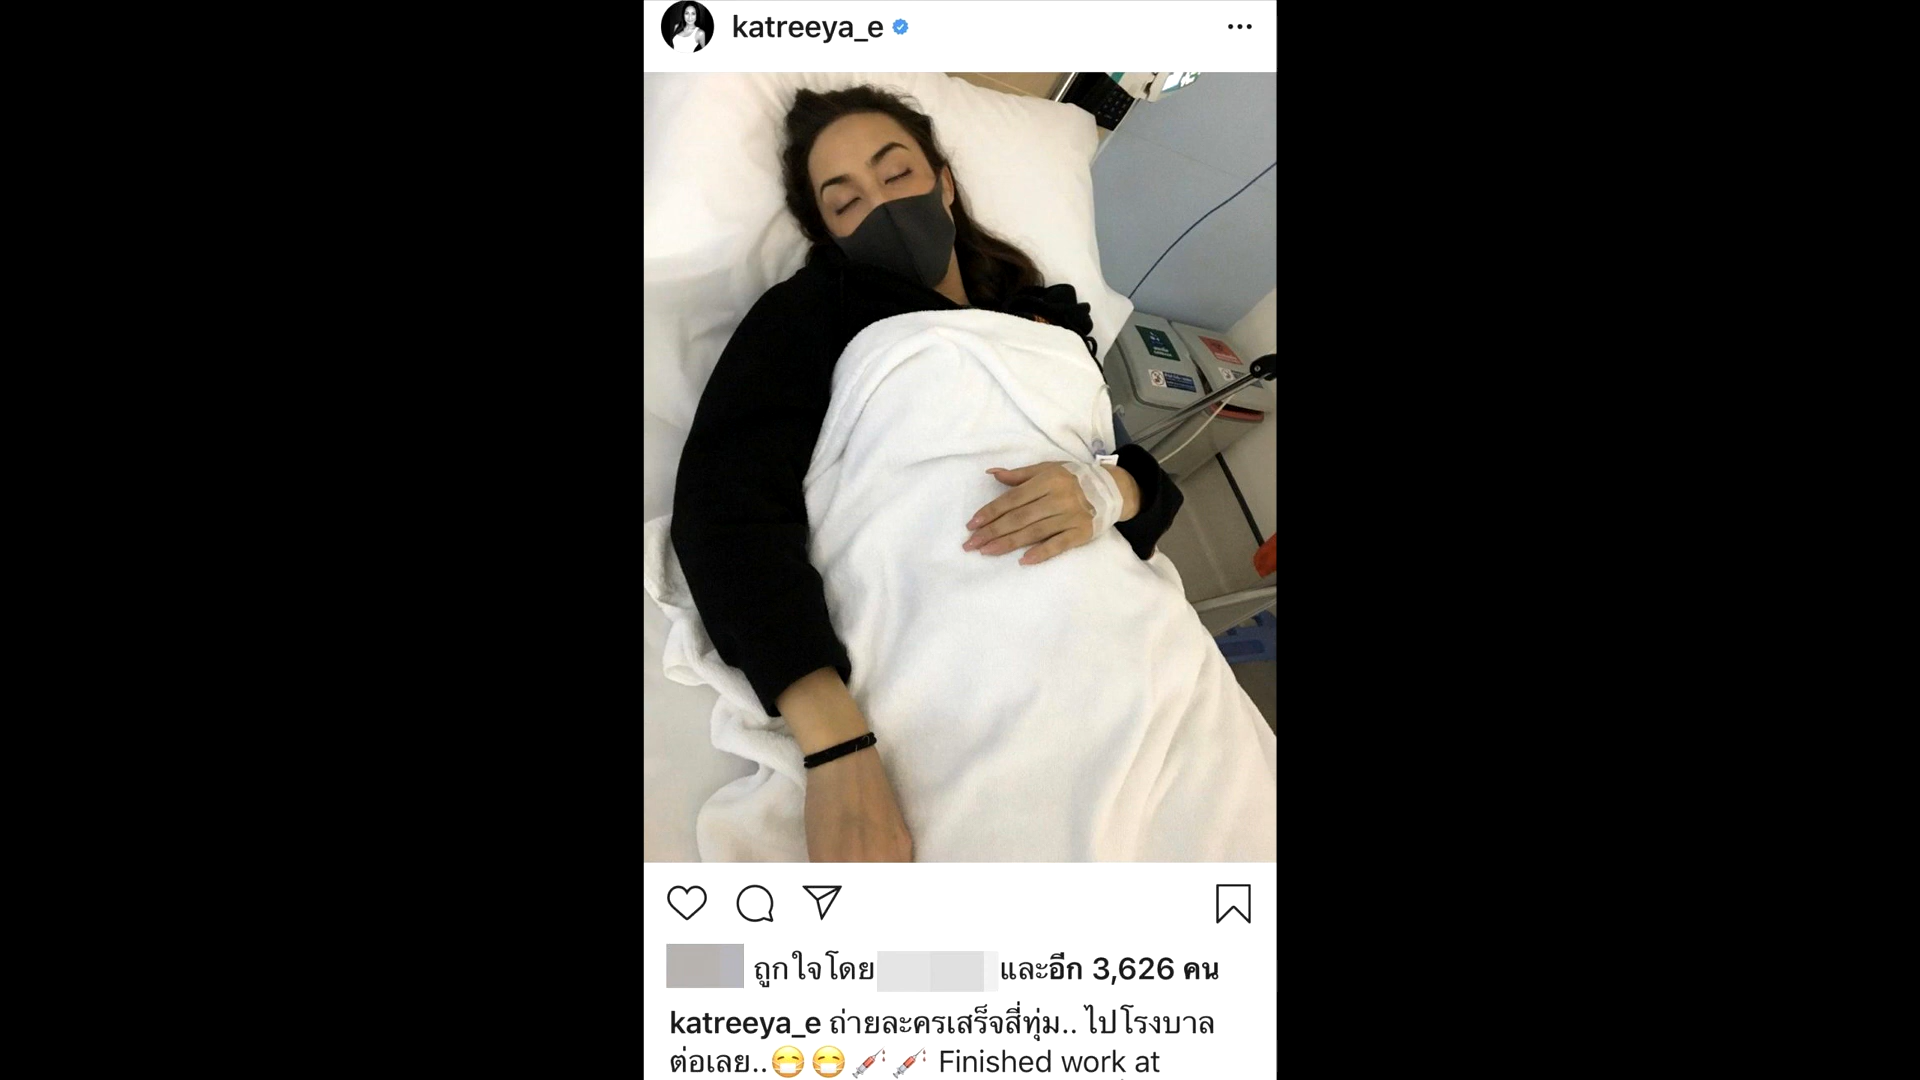 katreeya_e
ถูกใจโดย และอีก 3,626 คน
katreeya_e ถ่ายละครเสร็จสี่ทุ่ม.. ไปโรงบาล
ต่อเลย..😷😷💉💉 Finished work at